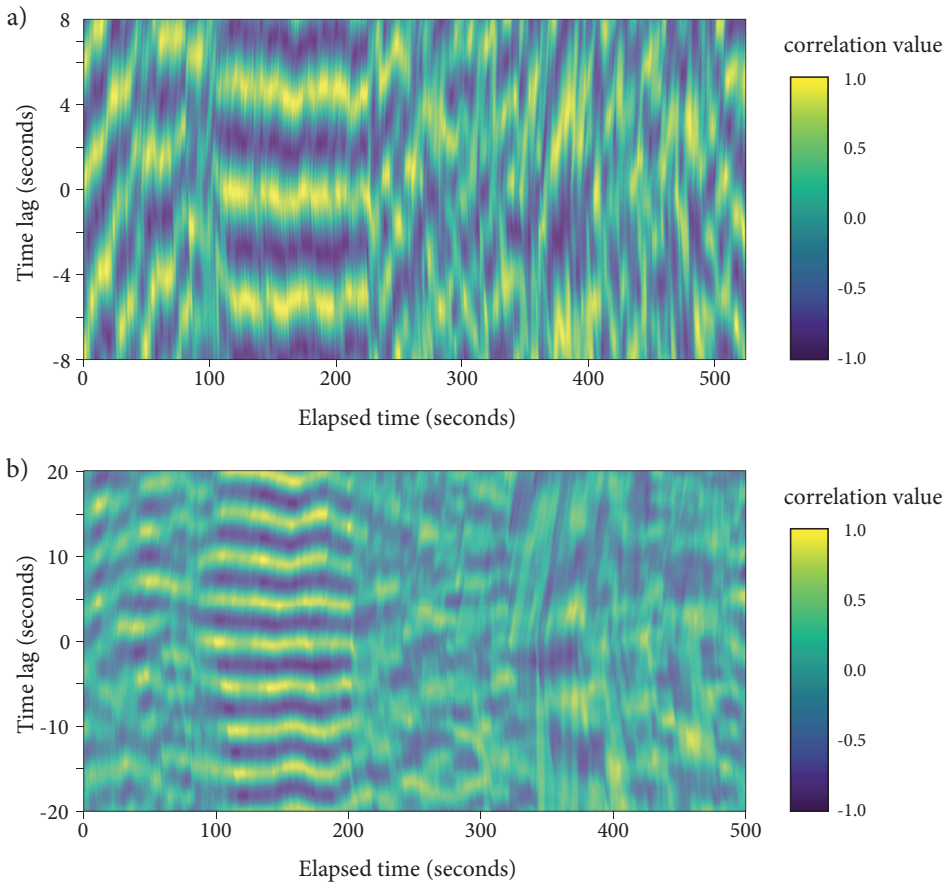 a)
correlation value
8
4
0
-4
-8
Time lag (seconds)
0 100 200 300 400 500
Elapsed time (seconds)
1.0
0.5
0.0
-0.5
-1.0
b)
correlation value
20
10
0
-10
-20
Time lag (seconds)
0 100 200 300 400 500
Elapsed time (seconds)
1.0
0.5
0.0
-0.5
-1.0